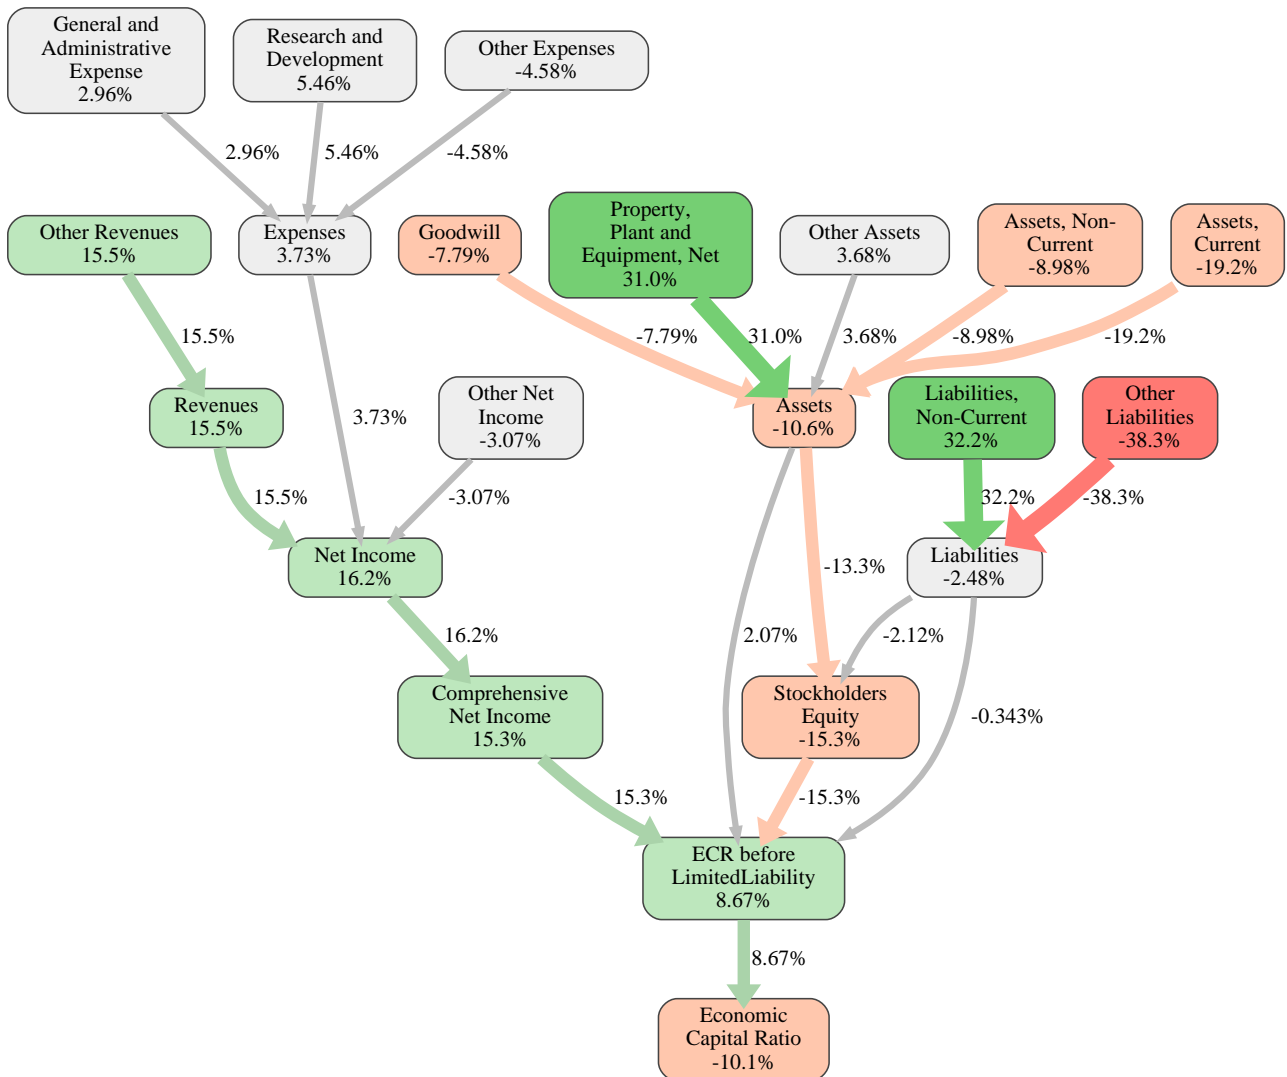 General and
Administrative
Expense
2.96%
Research and
Development
5.46%
Other Expenses
-4.58%
2.96%
5.46%
-4.58%
Other Revenues
15.5%
Expenses
3.73%
Goodwill
-7.79%
Property,
Plant and
Equipment, Net
31.0%
Other Assets
3.68%
Assets, Non-
Current
-8.98%
Assets,
Current
-19.2%
15.5%
-7.79%
31.0%
3.68%
-8.98%
-19.2%
Revenues
15.5%
3.73%
Other Net
Income
-3.07%
Assets
-10.6%
Liabilities,
Non-Current
32.2%
Other
Liabilities
-38.3%
15.5%
-3.07%
32.2%
-38.3%
Net Income
16.2%
-13.3%
Liabilities
-2.48%
16.2%
2.07%
-2.12%
Comprehensive
Net Income
15.3%
Stockholders
Equity
-15.3%
-0.343%
15.3%
-15.3%
ECR before
LimitedLiability
8.67%
8.67%
Economic
Capital Ratio
-10.1%